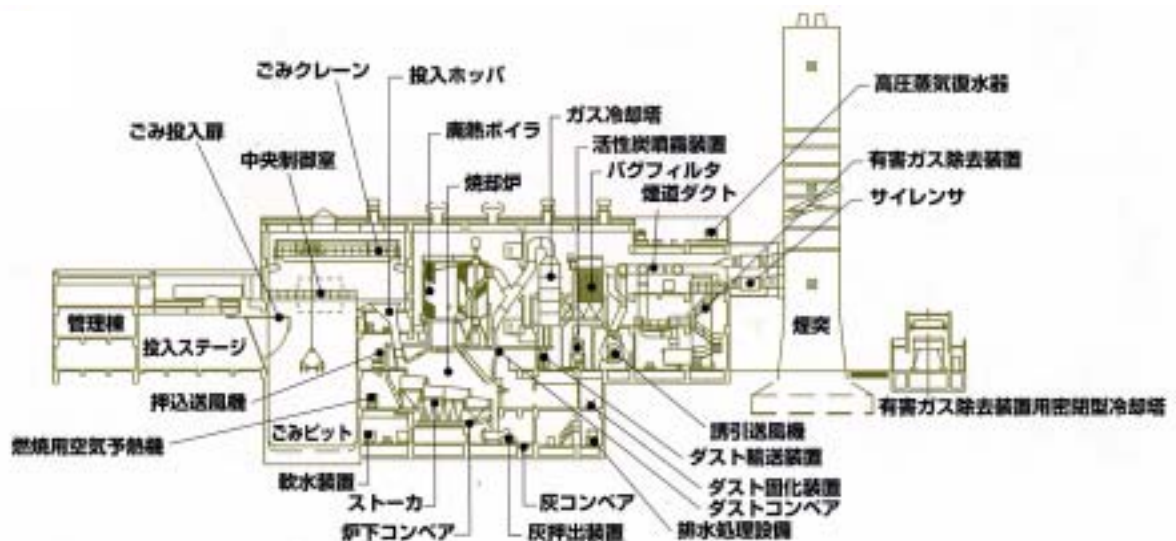 ごみクレーン
投入ホッパ
高圧蒸気復水器
ガス冷却塔
ごみ投入扉
廃熱ボイラ
活性炭噴霧装置
中央制御室
有害ガス除去装置
バグフィルタ
焼却炉
煙道ダクト
サイレンサ
管理棟
煙突
投入ステージ
押込送風機
有害ガス除去装置用密閉型冷却塔
ごみピット
誘引送風機
燃焼用空気予熱機
ダスト輸送装置
軟水装置
ダスト固化装置
ストーカ
灰コンベア
ダストコンベア
炉下コンベア
灰押出装置
排水処理設備